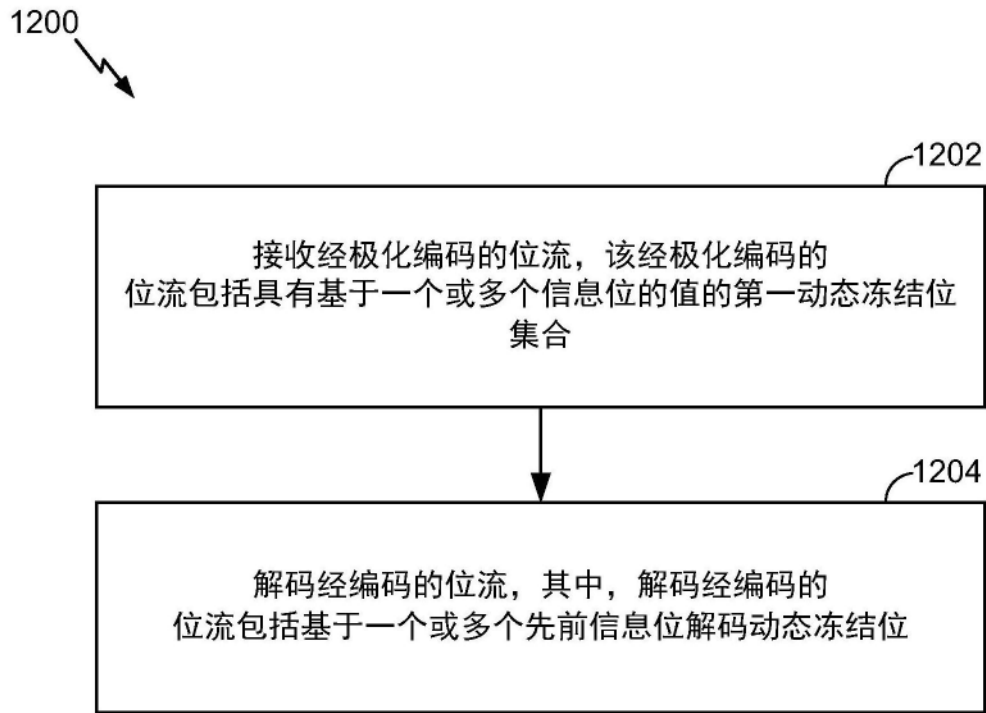 1200
1202
接收经极化编码的位流，该经极化编码的
位流包括具有基于一个或多个信息位的值的第一动态冻结位
集合
1204
解码经编码的位流，其中，解码经编码的
位流包括基于一个或多个先前信息位解码动态冻结位